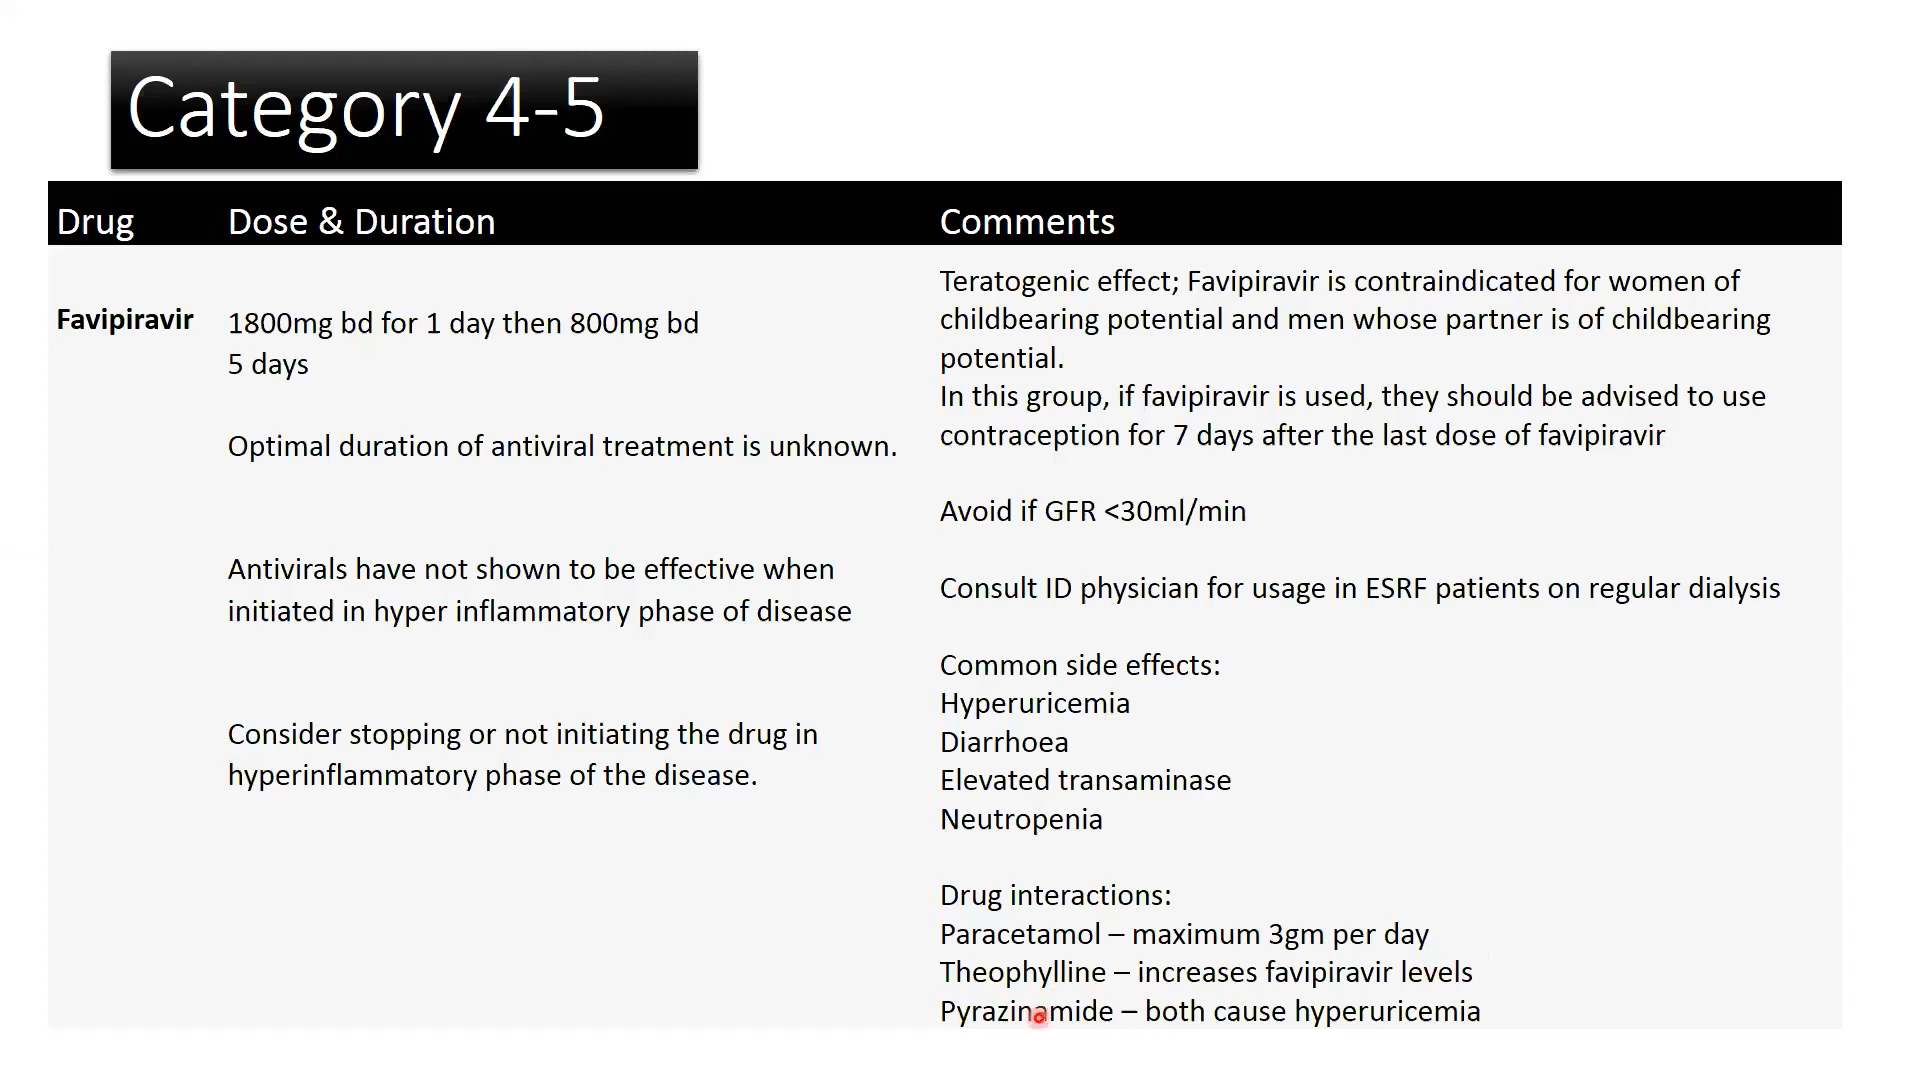 Category 4-5
Drug
Dose & Duration
Comments
Favipiravir
1800mg bd for 1 day then 800mg bd
5 days
Optimal duration of antiviral treatment is unknown.
Antivirals have not shown to be effective when
initiated in hyper inflammatory phase of disease
Consider stopping or not initiating the drug in
hyperinflammatory phase of the disease.
Teratogenic effect; Favipiravir is contraindicated for women of
childbearing potential and men whose partner is of childbearing
potential.
In this group, if favipiravir is used, they should be advised to use
contraception for 7 days after the last dose of favipiravir
Avoid if GFR <30ml/min
Consult ID physician for usage in ESRF patients on regular dialysis
Common side effects:
Hyperuricemia
Diarrhoea
Elevated transaminase
Neutropenia
Drug interactions:
Paracetamol – maximum 3gm per day
Theophylline – increases favipiravir levels
Pyrazinamide – both cause hyperuricemia